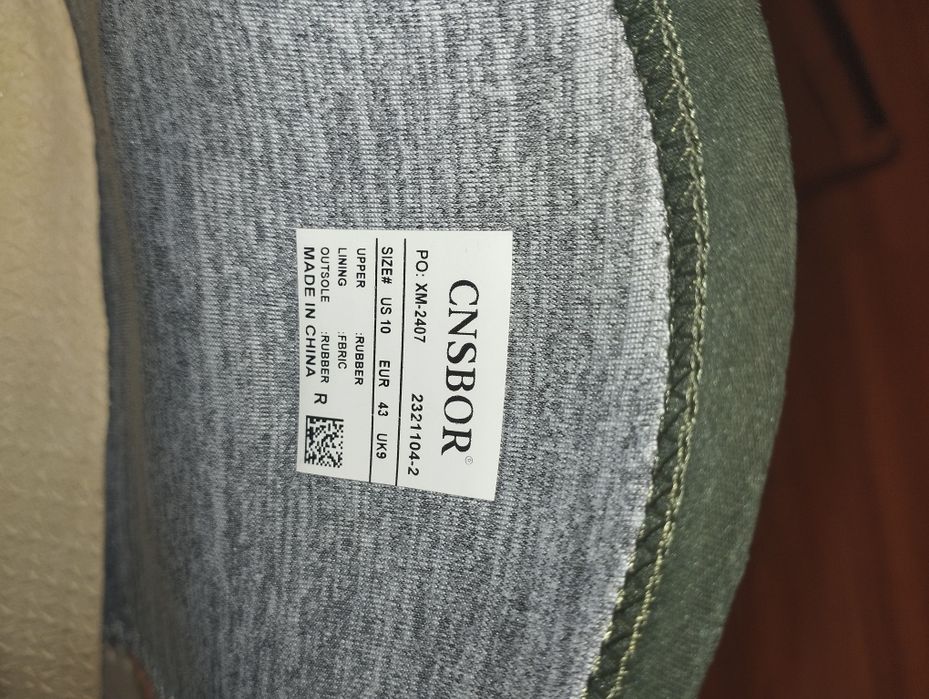 CNSBOR©
PO: XM-2407 2321104-2
SIZE# US 10 EUR 43 UK9
UPPER :RUBBER
LINING :FBRIC
OUTSOLE :RUBBER R
MADE IN CHINA